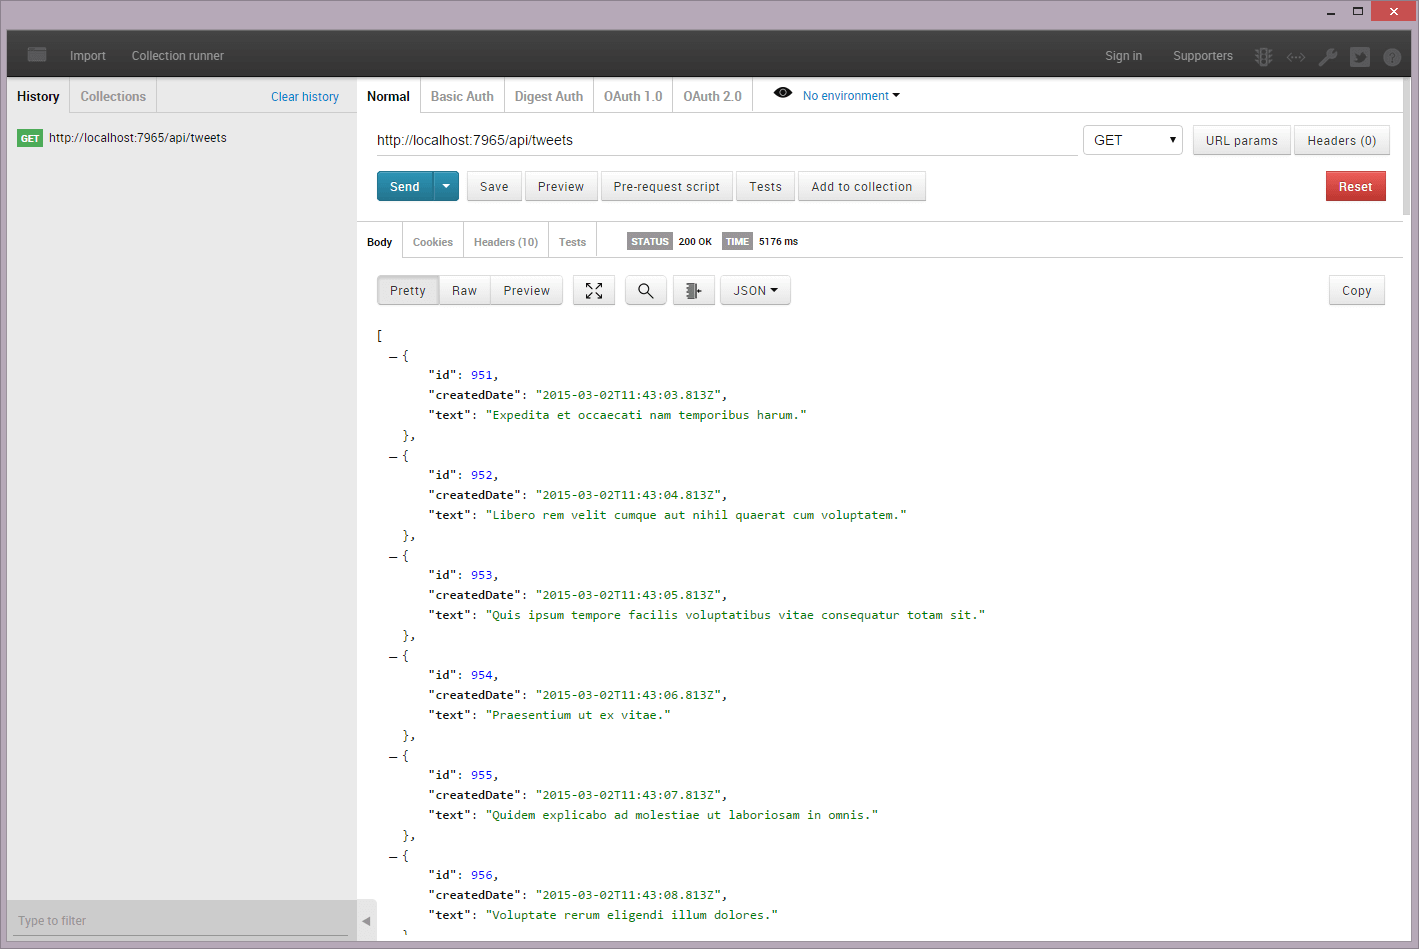 Import Collection runner Sign in Supporters
History Collections Clear history
GET http://localhost:7965/api/tweets
Type to filter
Normal Basic Auth Digest Auth OAuth 1.0 OAuth 2.0 No environment
http://localhost:7965/api/tweets GET URL params Headers (0)
Send Save Preview Pre-request script Tests Add to collection Reset
Body Cookies Headers (10) Tests STATUS 200 OK TIME 5176 ms
Pretty Raw Preview JSON Copy
[
– {
"id": 951,
"createdDate": "2015-03-02T11:43:03.813Z",
"text": "Expedita et occaecati nam temporibus harum."
},
– {
"id": 952,
"createdDate": "2015-03-02T11:43:04.813Z",
"text": "Libero rem velit cumque aut nihil quaerat cum voluptatem."
},
– {
"id": 953,
"createdDate": "2015-03-02T11:43:05.813Z",
"text": "Quis ipsum tempore facilis voluptatibus vitae consequatur totam sit."
},
– {
"id": 954,
"createdDate": "2015-03-02T11:43:06.813Z",
"text": "Praesentium ut ex vitae."
},
– {
"id": 955,
"createdDate": "2015-03-02T11:43:07.813Z",
"text": "Quidem explicabo ad molestiae ut laboriosam in omnis."
},
– {
"id": 956,
"createdDate": "2015-03-02T11:43:08.813Z",
"text": "Voluptate rerum eligendi illum dolores."
}